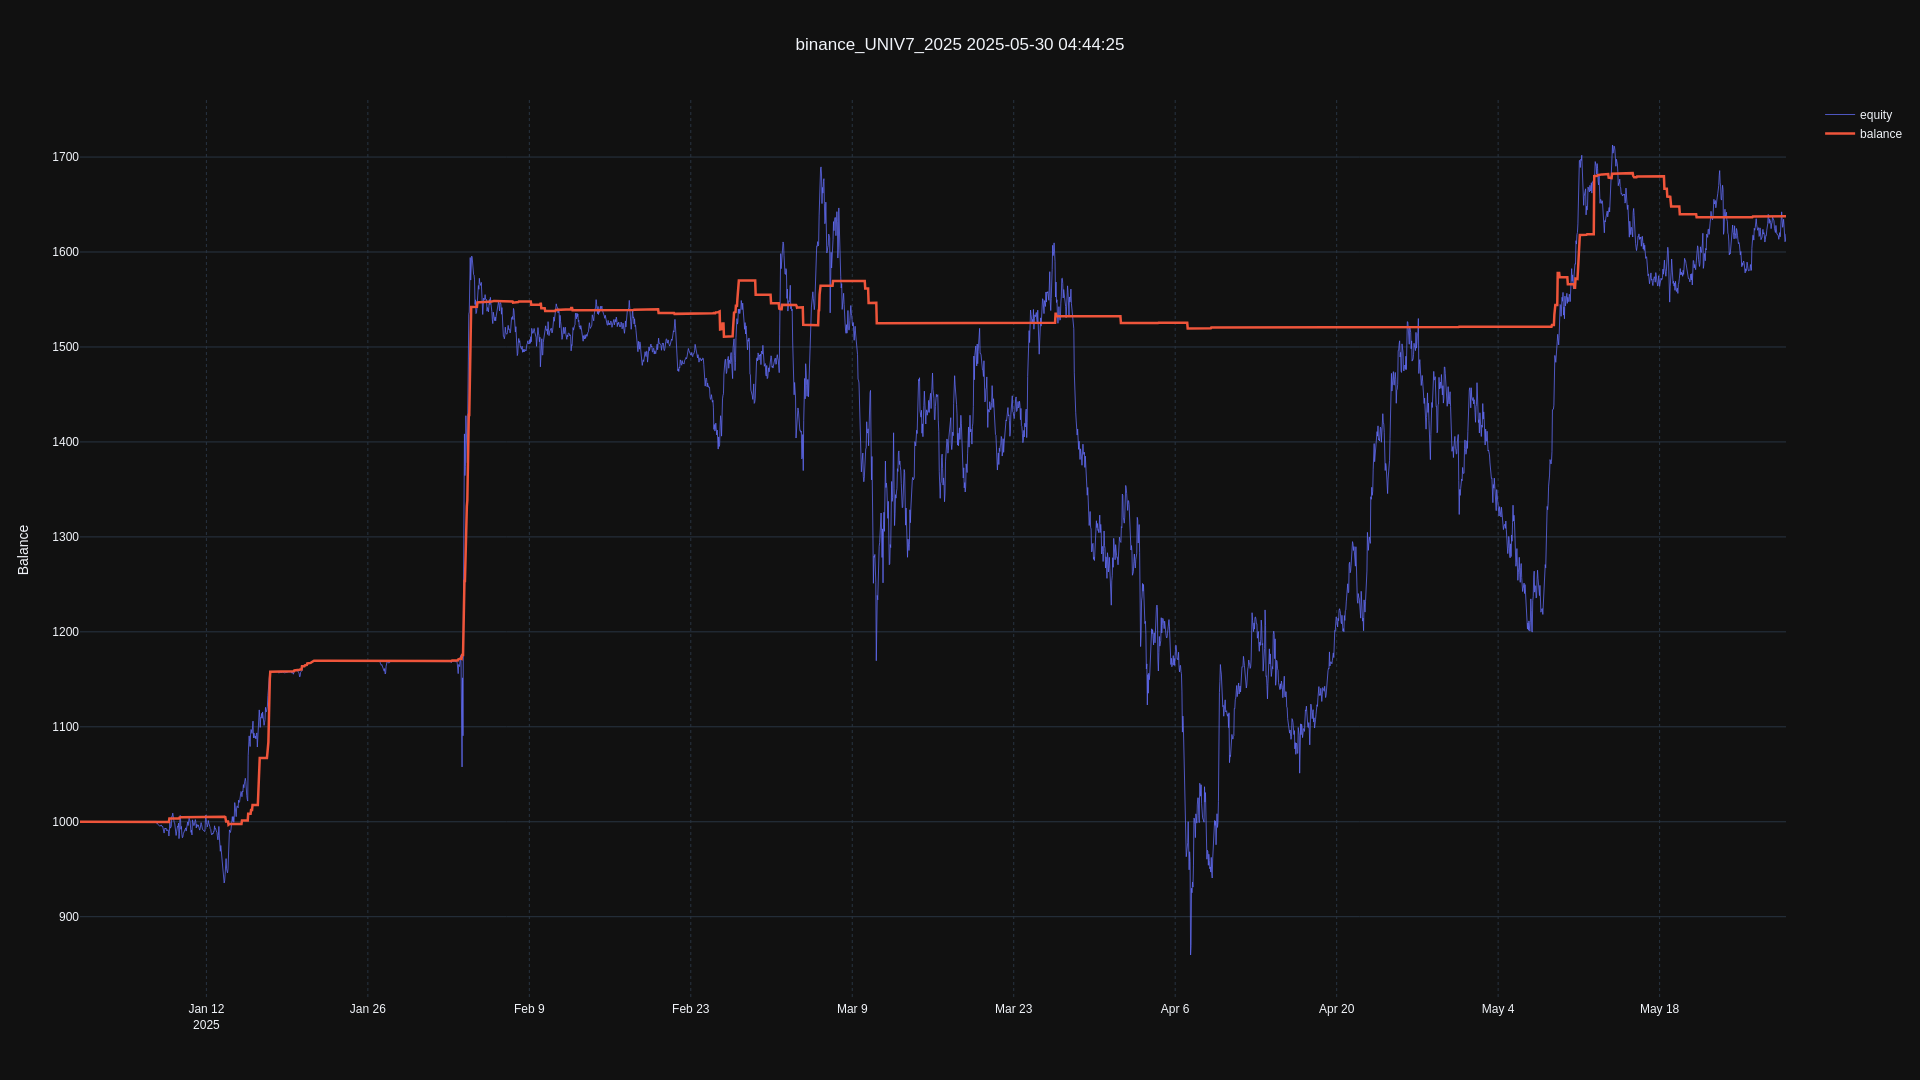 binance_UNIV7_2025 2025-05-30 04:44:25
equity
balance
1700
1600
1500
1400
1300
1200
1100
1000
900
Balance
Jan 12
2025
Jan 26
Feb 9
Feb 23
Mar 9
Mar 23
Apr 6
Apr 20
May 4
May 18